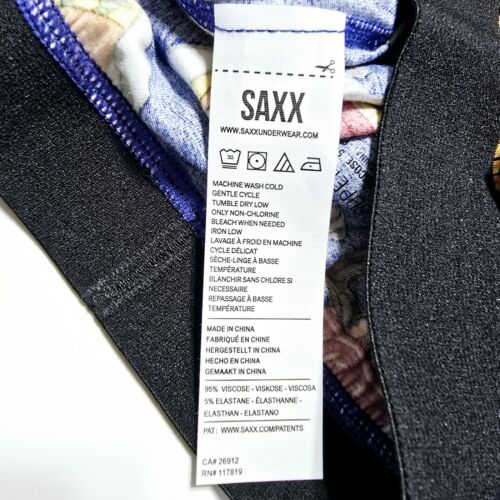 SAXX
WWW.SAXXUNDERWEAR.COM
30
MACHINE WASH COLD
GENTLE CYCLE
TUMBLE DRY LOW
ONLY NON-CHLORINE
BLEACH WHEN NEEDED
IRON LOW
LAVAGE À FROID EN MACHINE
CYCLE DÉLICAT
SÈCHE-LINGE À BASSE
TEMPÉRATURE
BLANCHIR SANS CHLORE SI
NECESSAIRE
REPASSAGE À BASSE
TEMPÉRATURE
MADE IN CHINA
FABRIQUÉ EN CHINE
HERGESTELLT IN CHINA
HECHO EN CHINA
GEMAAKT IN CHINA
95% VISCOSE - VISKOSE - VISCOSA
5% ELASTANE - ÉLASTHANNE -
ELASTHAN - ELASTANO
PAT: WWW.SAXX.COM/PATENTS
CA# 26912
RN# 117819